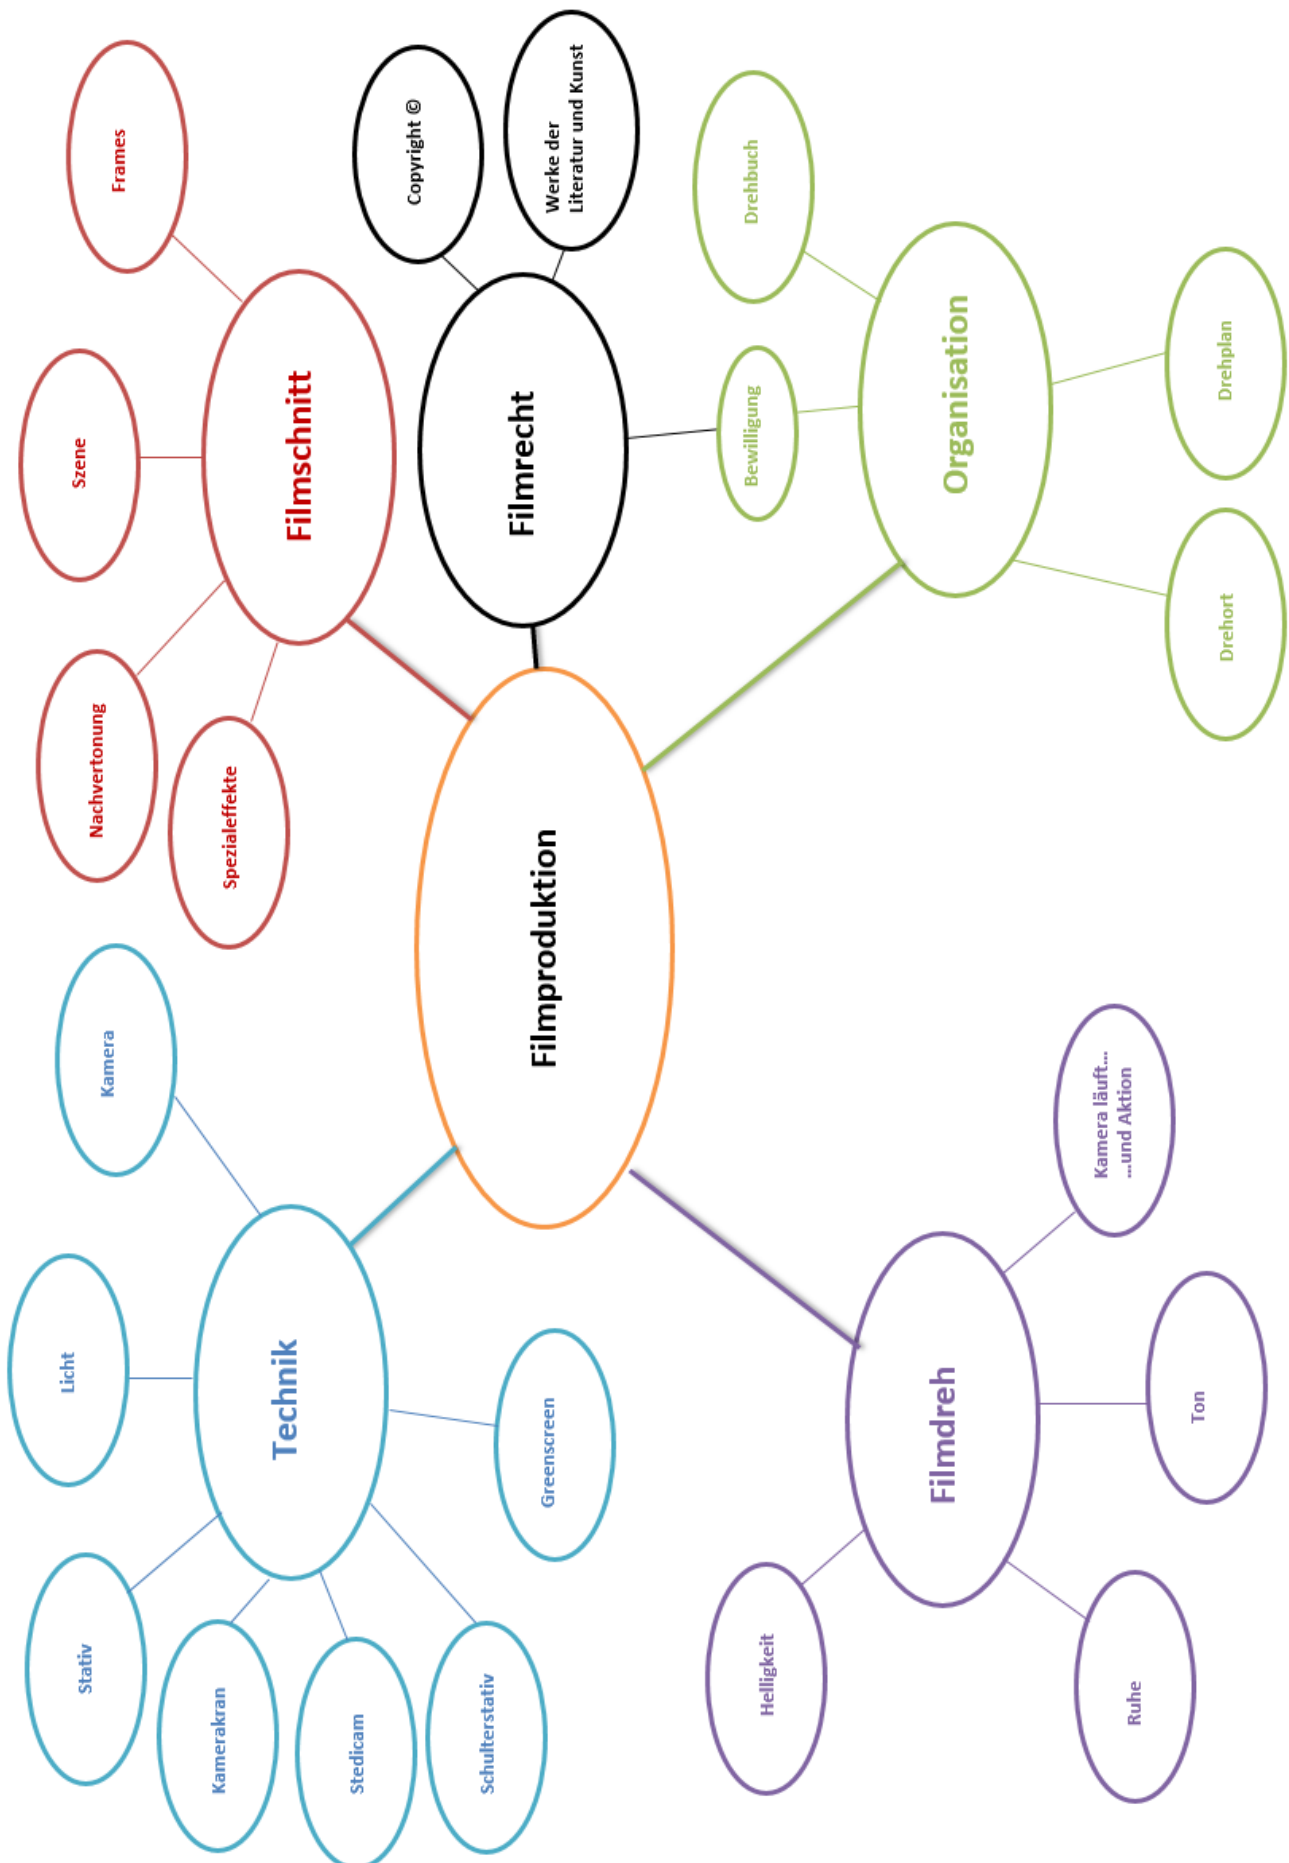 Filmproduktion
Technik
Kamera
Licht
Stativ
Kamerakran
Stedicam
Schulterstativ
Greenscreen
Filmschnitt
Spezialeffekte
Nachvertonung
Szene
Frames
Filmrecht
Copyright ©
Werke der
Literatur und Kunst
Bewilligung
Organisation
Drehbuch
Drehplan
Drehort
Filmdreh
Helligkeit
Ruhe
Ton
Kamera läuft...
...und Aktion